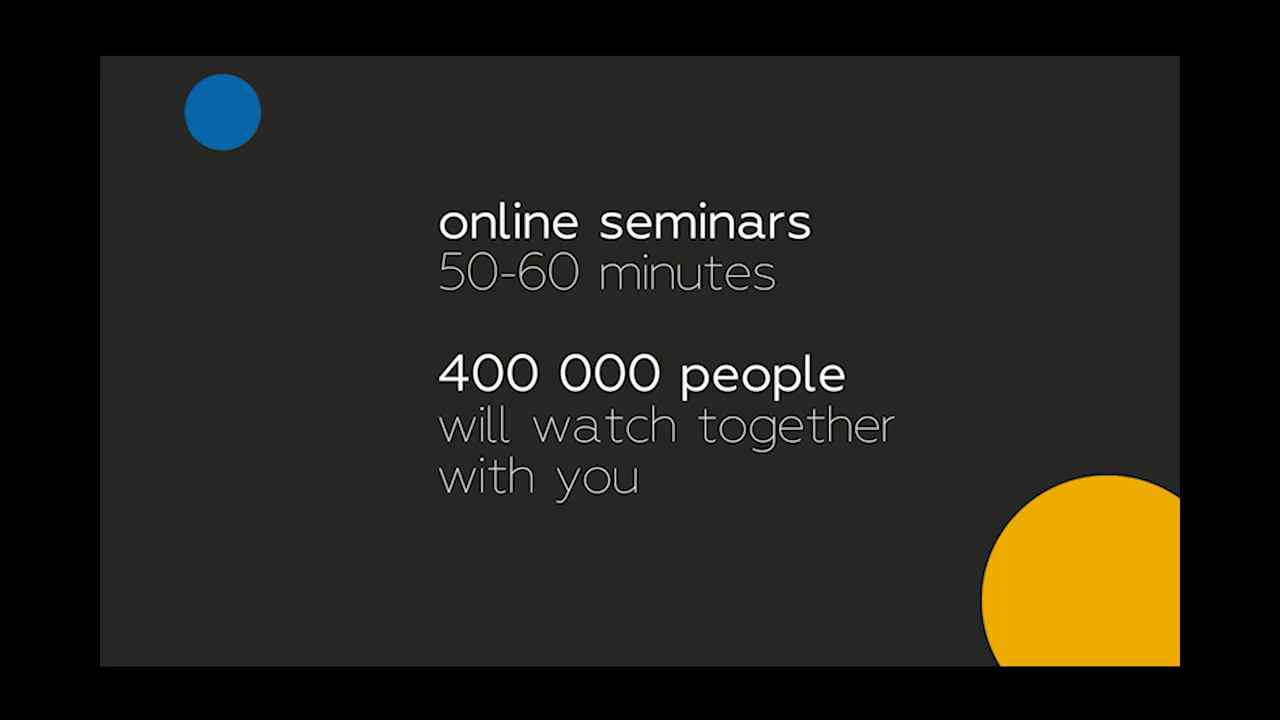 online seminars
50-60 minutes
400 000 people
will watch together
with you